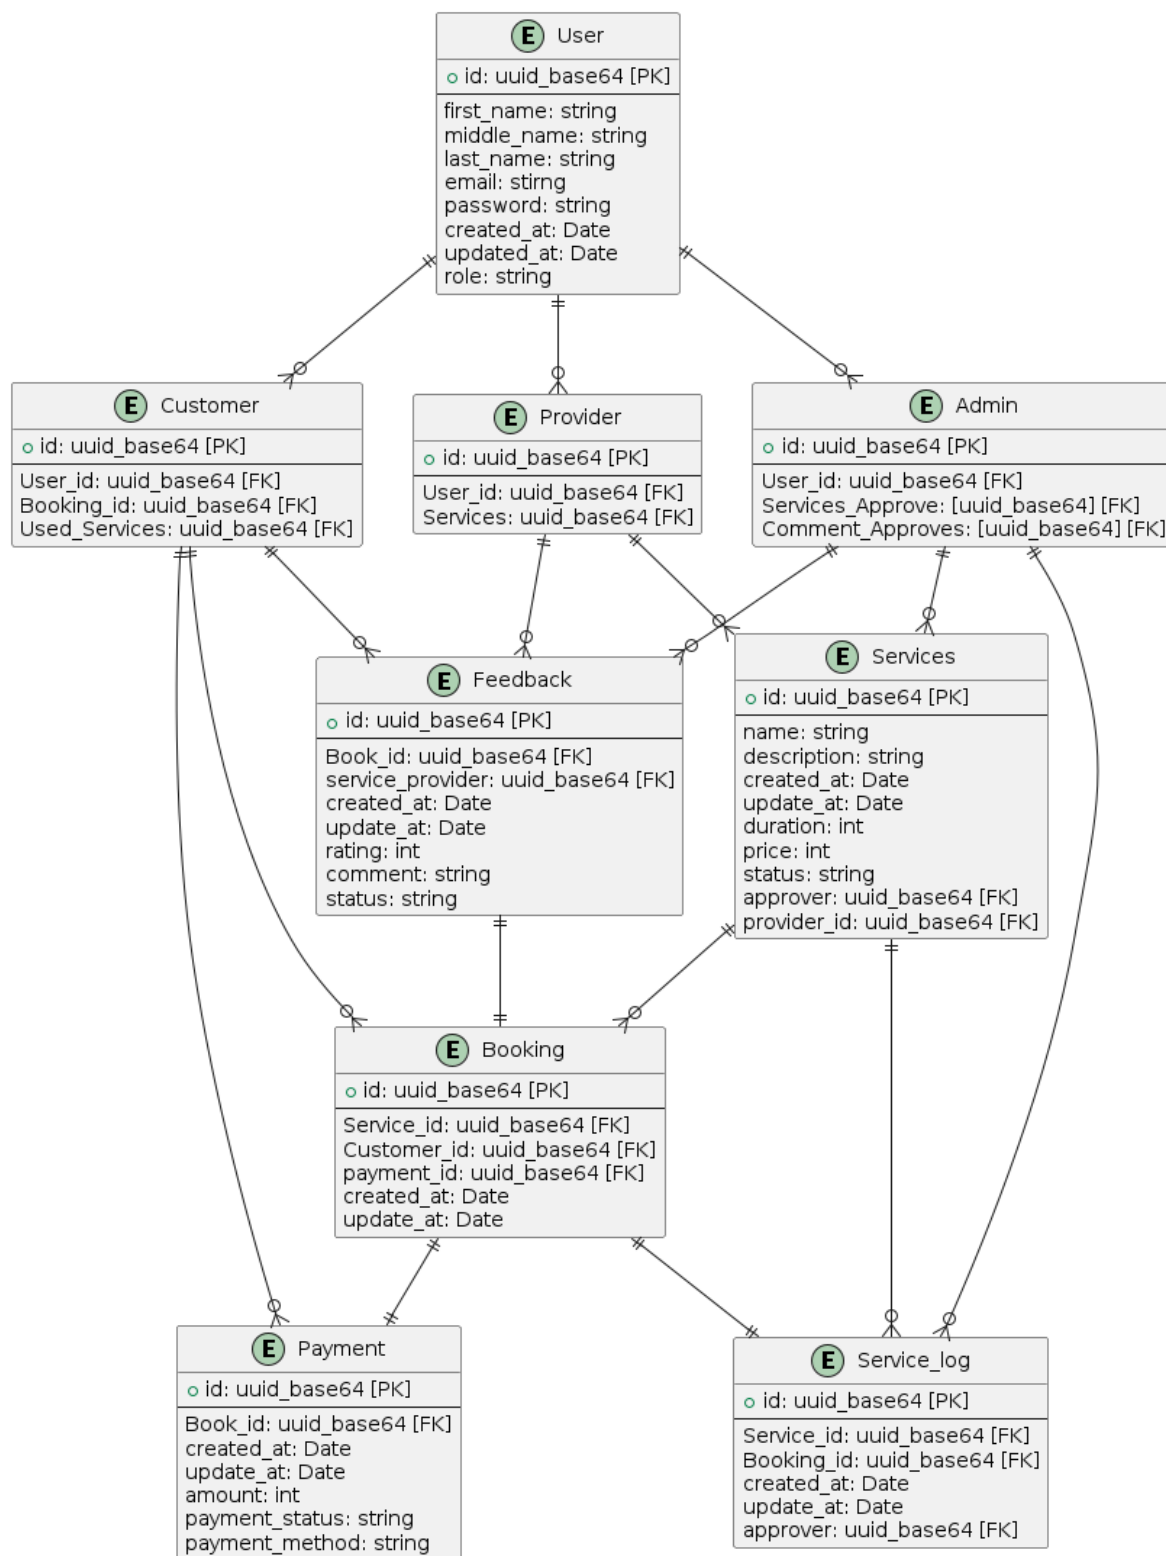 E User
id: uuid_base64 [PK]
first_name: string
middle_name: string
last_name: string
email: stirng
password: string
created_at: Date
updated_at: Date
role: string
E Customer
id: uuid_base64 [PK]
User_id: uuid_base64 [FK]
Booking_id: uuid_base64 [FK]
Used_Services: uuid_base64 [FK]
E Provider
id: uuid_base64 [PK]
User_id: uuid_base64 [FK]
Services: uuid_base64 [FK]
E Admin
id: uuid_base64 [PK]
User_id: uuid_base64 [FK]
Services_Approve: [uuid_base64] [FK]
Comment_Approves: [uuid_base64] [FK]
E Feedback
id: uuid_base64 [PK]
Book_id: uuid_base64 [FK]
service_provider: uuid_base64 [FK]
created_at: Date
update_at: Date
rating: int
comment: string
status: string
E Services
id: uuid_base64 [PK]
name: string
description: string
created_at: Date
update_at: Date
duration: int
price: int
status: string
approver: uuid_base64 [FK]
provider_id: uuid_base64 [FK]
E Booking
id: uuid_base64 [PK]
Service_id: uuid_base64 [FK]
Customer_id: uuid_base64 [FK]
payment_id: uuid_base64 [FK]
created_at: Date
update_at: Date
E Payment
id: uuid_base64 [PK]
Book_id: uuid_base64 [FK]
created_at: Date
update_at: Date
amount: int
payment_status: string
payment_method: string
E Service_log
id: uuid_base64 [PK]
Service_id: uuid_base64 [FK]
Booking_id: uuid_base64 [FK]
created_at: Date
update_at: Date
approver: uuid_base64 [FK]